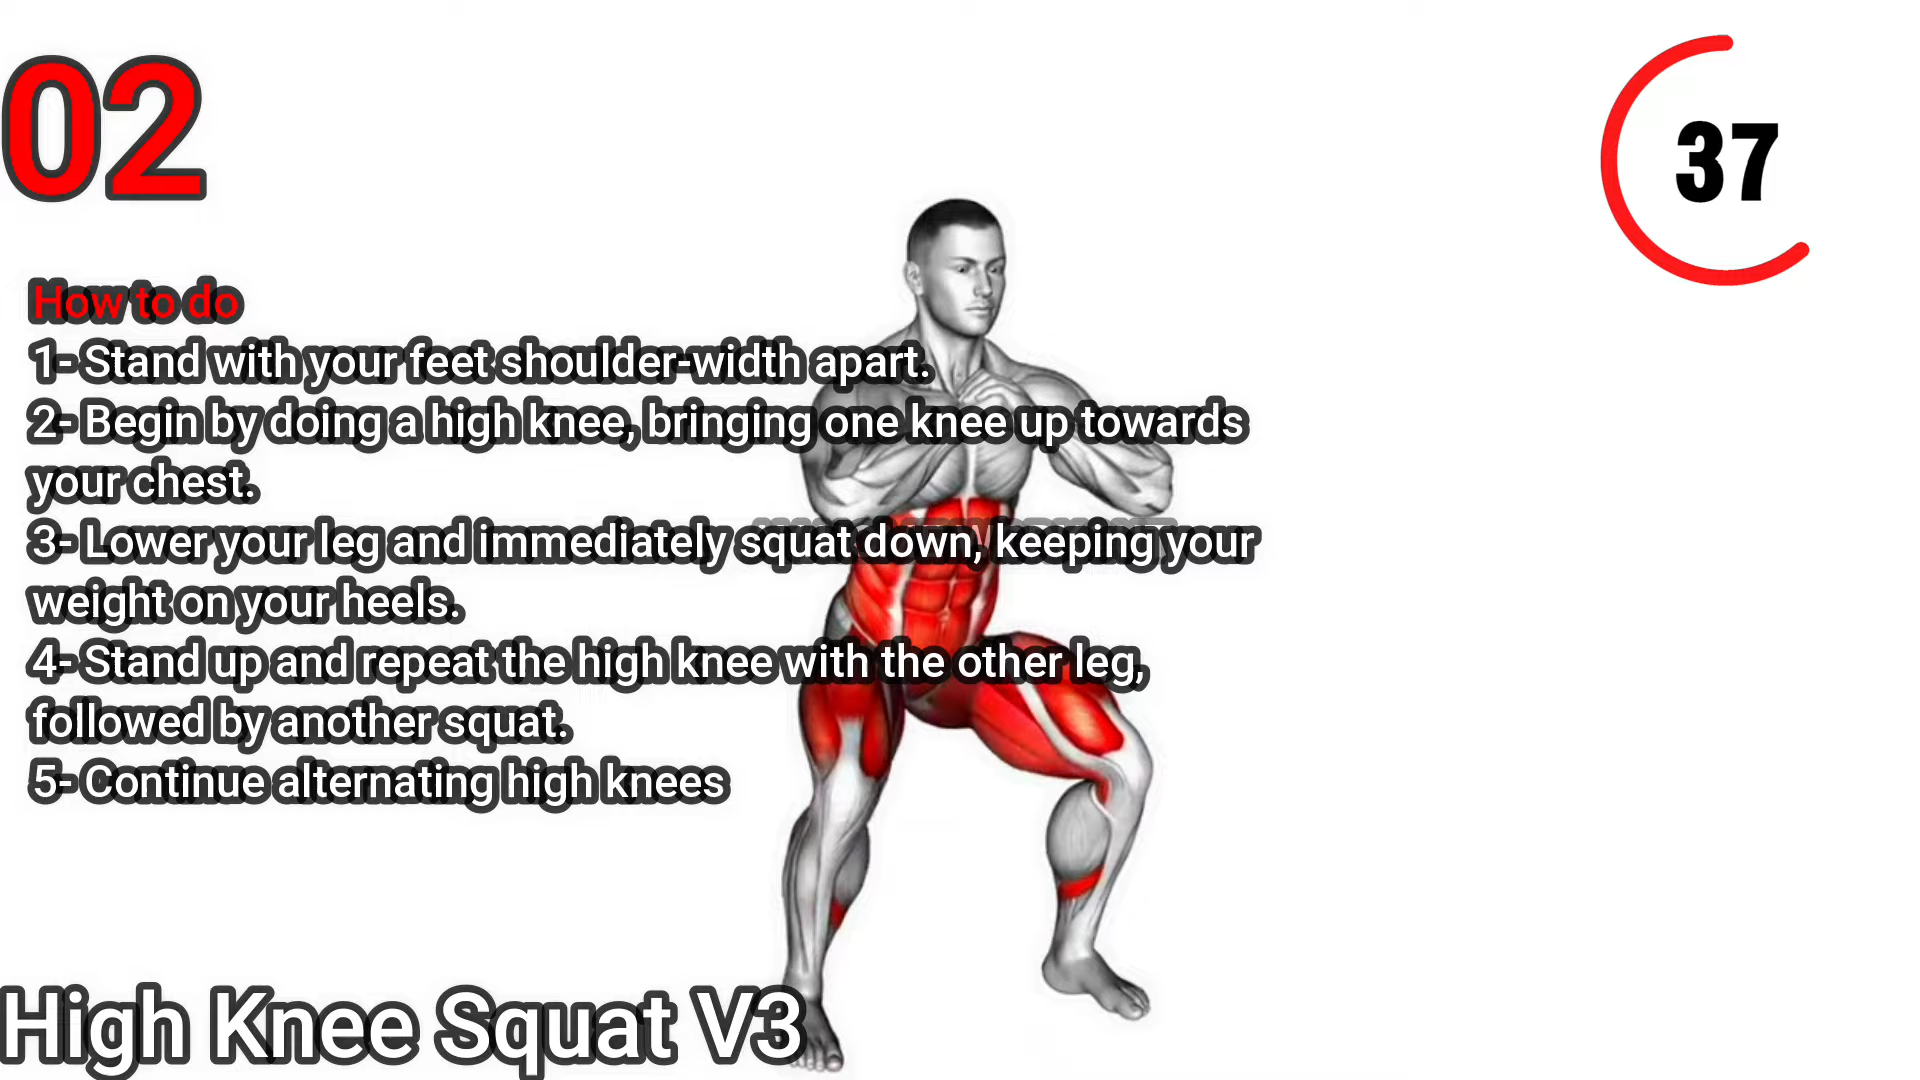 02
37
How to do
1- Stand with your feet shoulder-width apart.
2- Begin by doing a high knee, bringing one knee up towards
your chest.
3- Lower your leg and immediately squat down, keeping your
weight on your heels.
4- Stand up and repeat the high knee with the other leg,
followed by another squat.
5- Continue alternating high knees
High Knee Squat V3